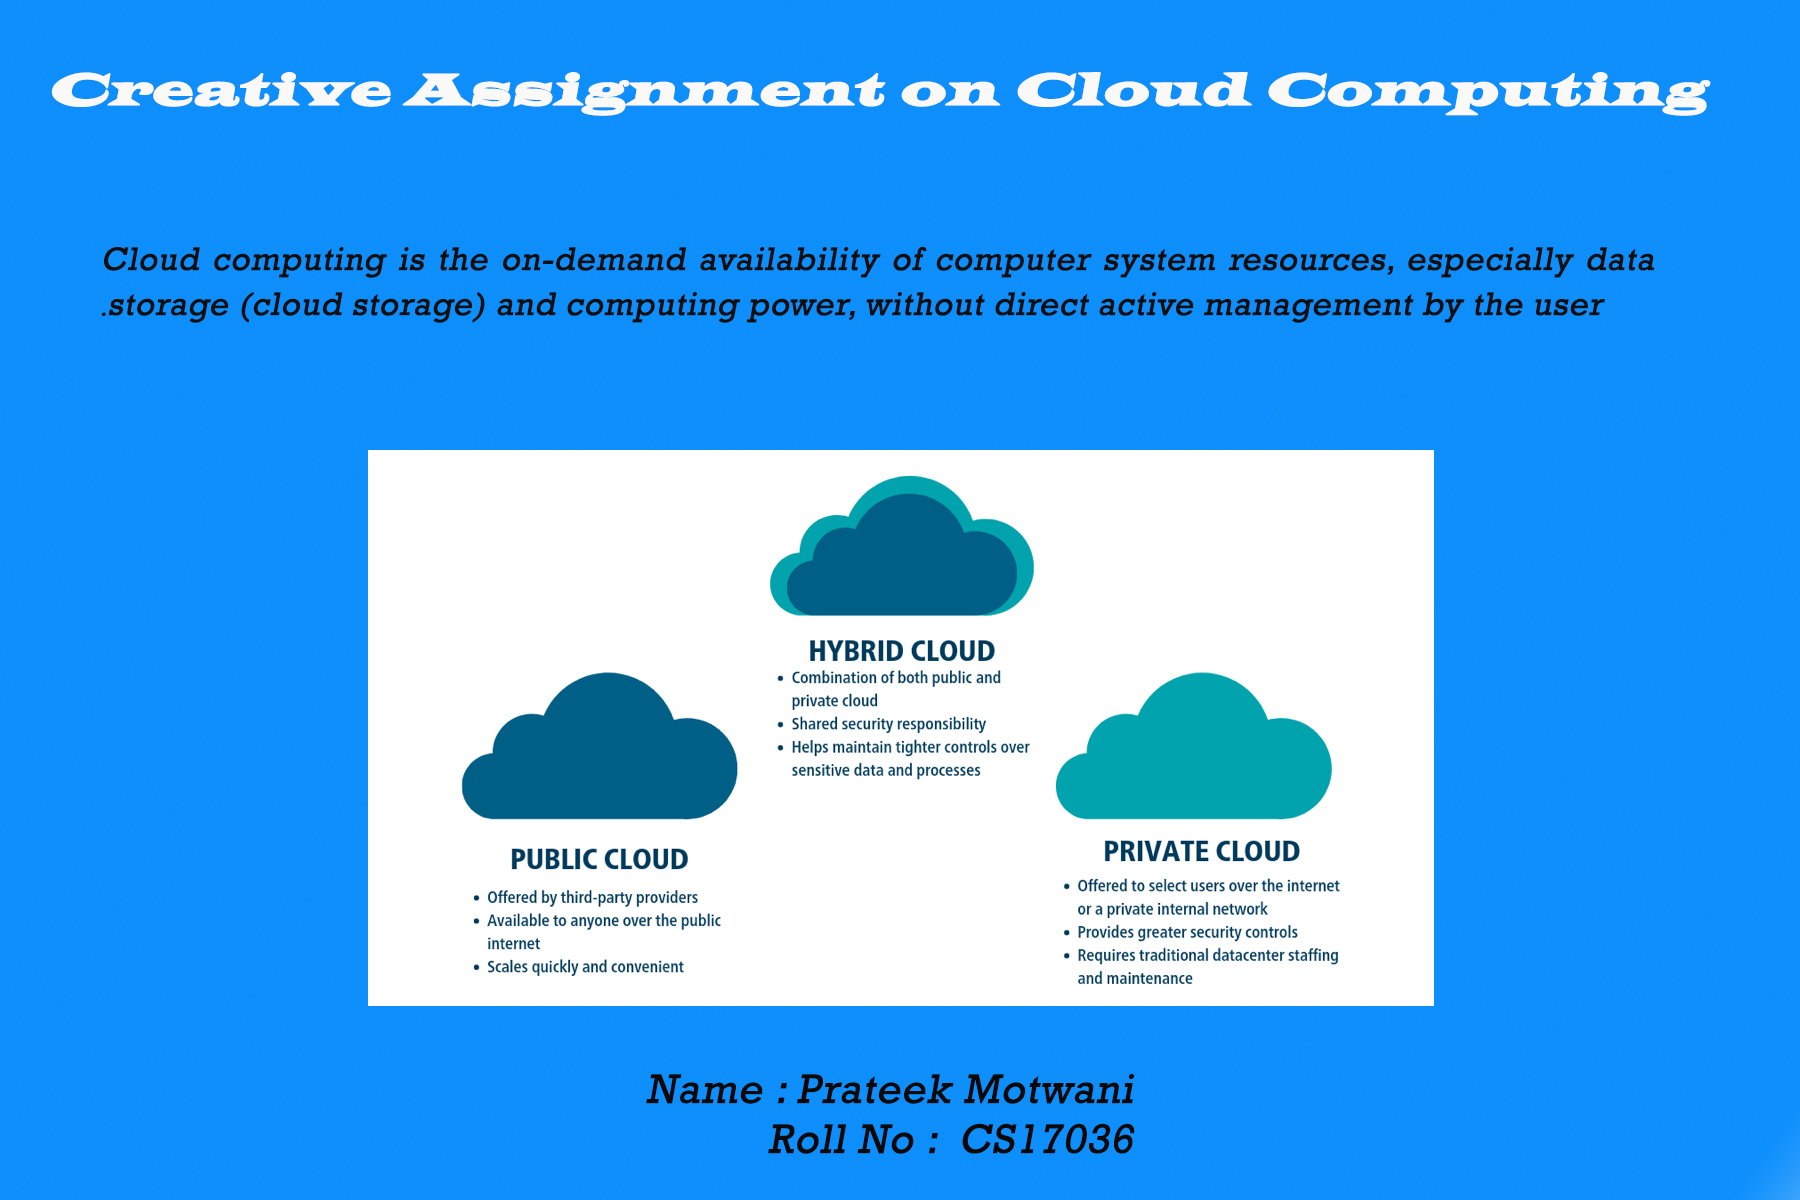 Creative Assignment on Cloud Computing
Cloud computing is the on-demand availability of computer system resources, especially data
.storage (cloud storage) and computing power, without direct active management by the user
HYBRID CLOUD
• Combination of both public and
private cloud
• Shared security responsibility
• Helps maintain tighter controls over
sensitive data and processes
PUBLIC CLOUD
• Offered by third-party providers
• Available to anyone over the public
internet
• Scales quickly and convenient
PRIVATE CLOUD
• Offered to select users over the internet
or a private internal network
• Provides greater security controls
• Requires traditional datacenter staffing
and maintenance
Name : Prateek Motwani
Roll No : CS17036